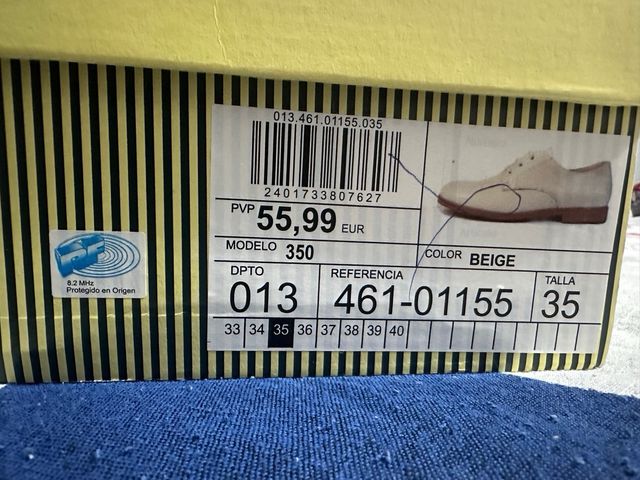 013.461.01155.035
2401733807627
PVP 55,99 EUR
MODELO 350
COLOR BEIGE
DPTO
013
REFERENCIA
461-01155
TALLA
35
33 34 35 36 37 38 39 40
8.2 MHz
Protegido en Origen